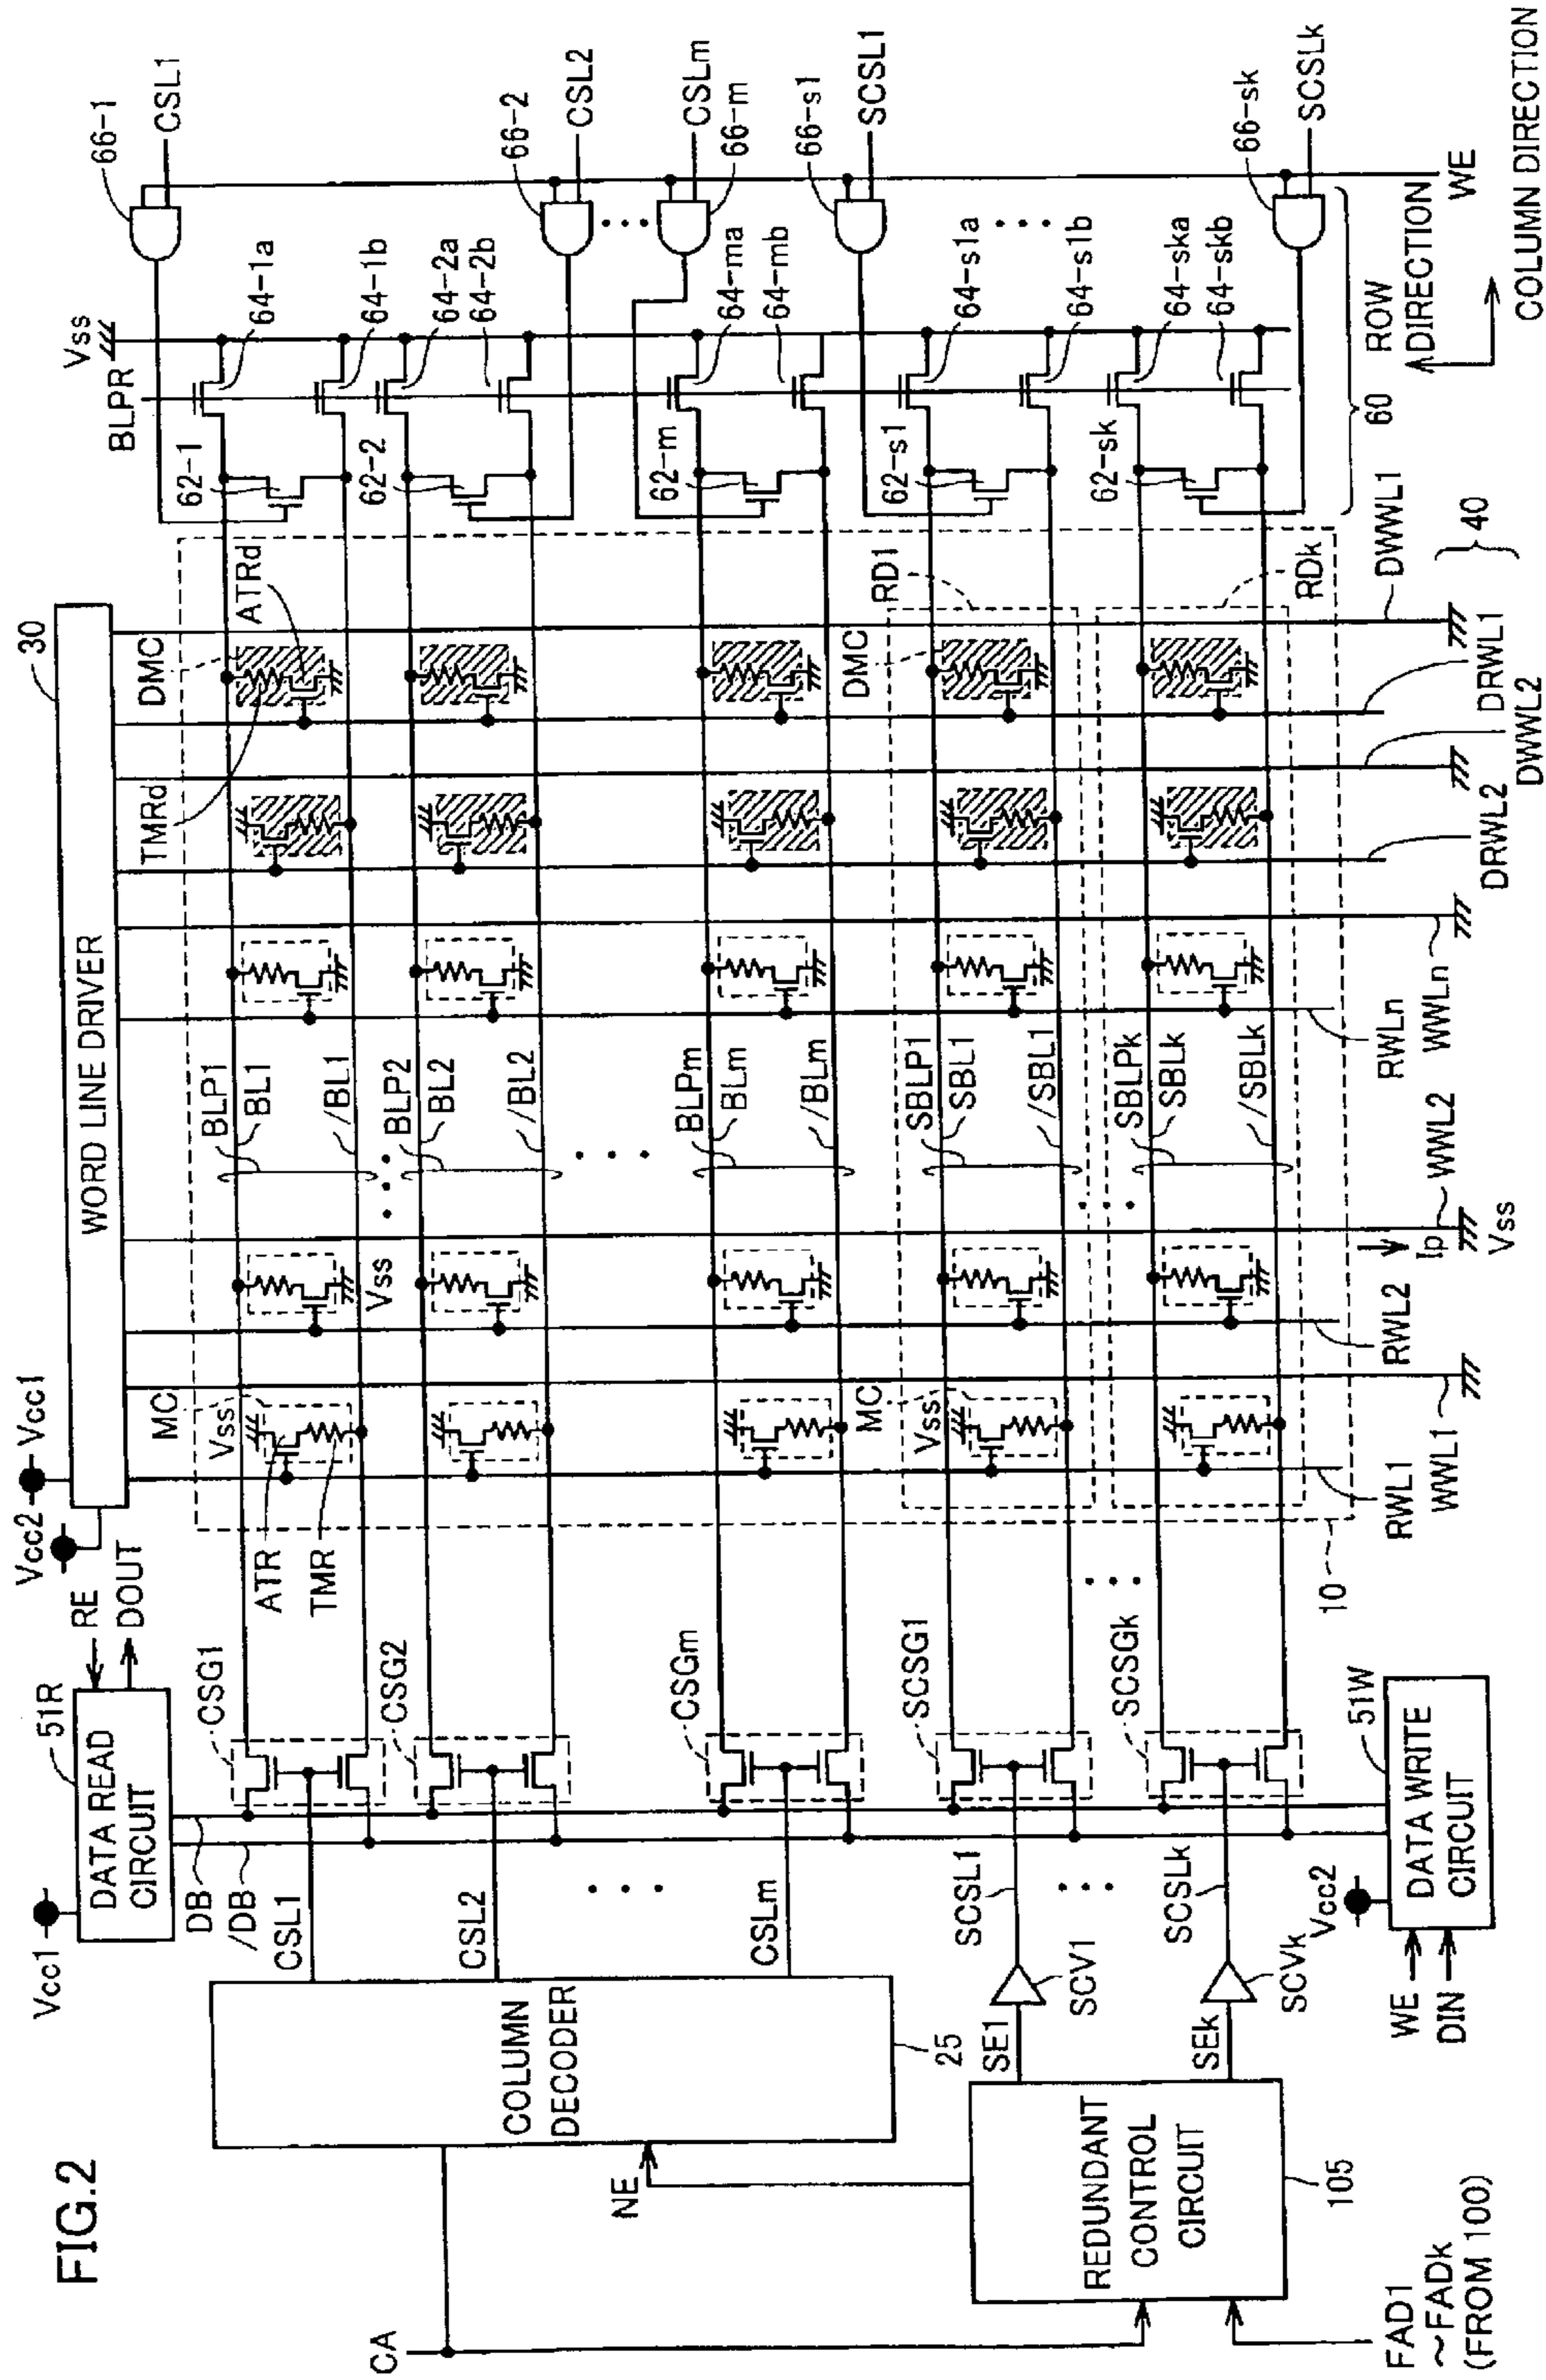 FIG.2
Vcc1
51R
DATA READ
CIRCUIT
RE
DOUT
Vcc2
Vcc1
30
WORD LINE DRIVER
DB
/DB
CSG1
ATR
TMR
MC
Vss
Vss
BLP1
BL1
/BL1
TMRd
DMC
ATRd
BLPR
Vss
62-1
64-1a
64-1b
66-1
CSL1
CSL1
CSG2
BLP2
BL2
/BL2
62-2
64-2a
64-2b
66-2
CSL2
CA
COLUMN
DECODER
25
CSL2
CSLm
CSGm
BLPm
BLm
/BLm
62-m
64-ma
64-mb
CSLm
66-m
NE
REDUNDANT
CONTROL
CIRCUIT
105
SE1
SCV1
SCSL1
SCSG1
MC
Vss
SBLP1
SBL1
/SBL1
DMC
RD1
62-s1
64-s1a
64-s1b
66-s1
SCSL1
SEk
SCVk
SCSLk
SCSGk
SBLPk
SBLk
/SBLk
RDk
62-sk
64-ska
64-skb
66-sk
SCSLk
FAD1
~FADk
(FROM 100)
WE
DIN
Vcc2
51W
DATA WRITE
CIRCUIT
10
RWL1
WWL1
RWL2
Ip
WWL2
Vss
RWLn
WWLn
DRWL2
DWWL2
DRWL1
DWWL1
40
60
ROW
DIRECTION
WE
COLUMN DIRECTION